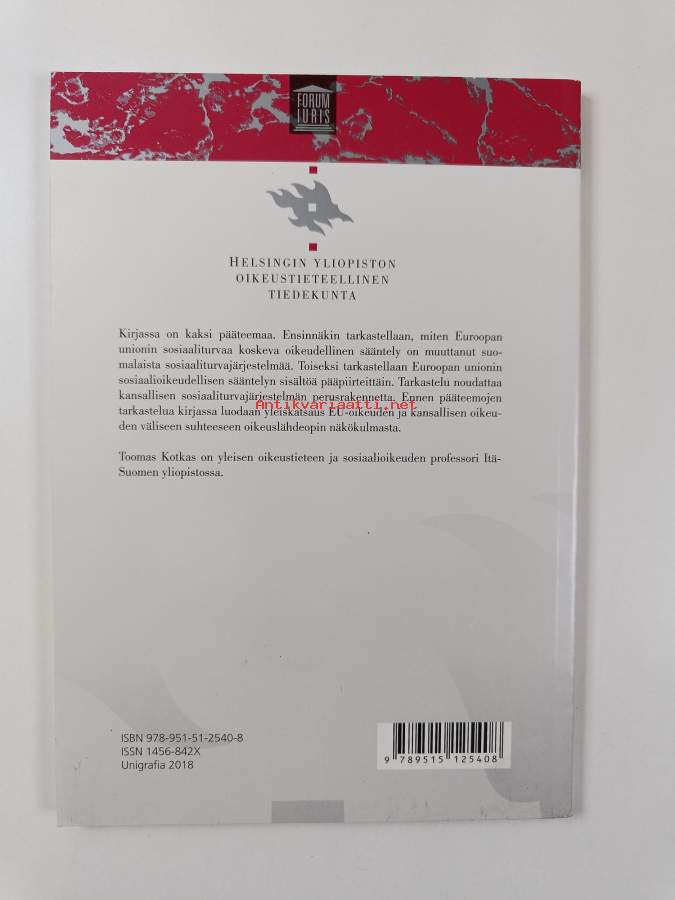 FORUM
IURIS
HELSINGIN YLIOPISTON
OIKEUSTIETEELLINEN
TIEDEKUNTA
Kirjassa on kaksi pääteemaa. Ensinnäkin tarkastellaan, miten Euroopan
unionin sosiaaliturvaa koskeva oikeudellinen sääntely on muuttanut suo-
malaista sosiaaliturvajärjestelmää. Toiseksi tarkastellaan Euroopan unionin
sosiaalioikeudellisen sääntelyn sisältöä pääpiirteittäin. Tarkastelu noudattaa
kansallisen sosiaaliturvajärjestelmän perusrakennetta. Ennen pääteemojen
Antikvariaatti.net
tarkastelua kirjassa luodaan yleiskatsaus EU-oikeuden ja kansallisen oikeu-
den väliseen suhteeseen oikeuslähdeopin näkökulmasta.
Toomas Kotkas on yleisen oikeustieteen ja sosiaalioikeuden professori Itä-
Suomen yliopistossa.
ISBN 978-951-51-2540-8
ISSN 1456-842X
Unigrafia 2018
9 789515 125408